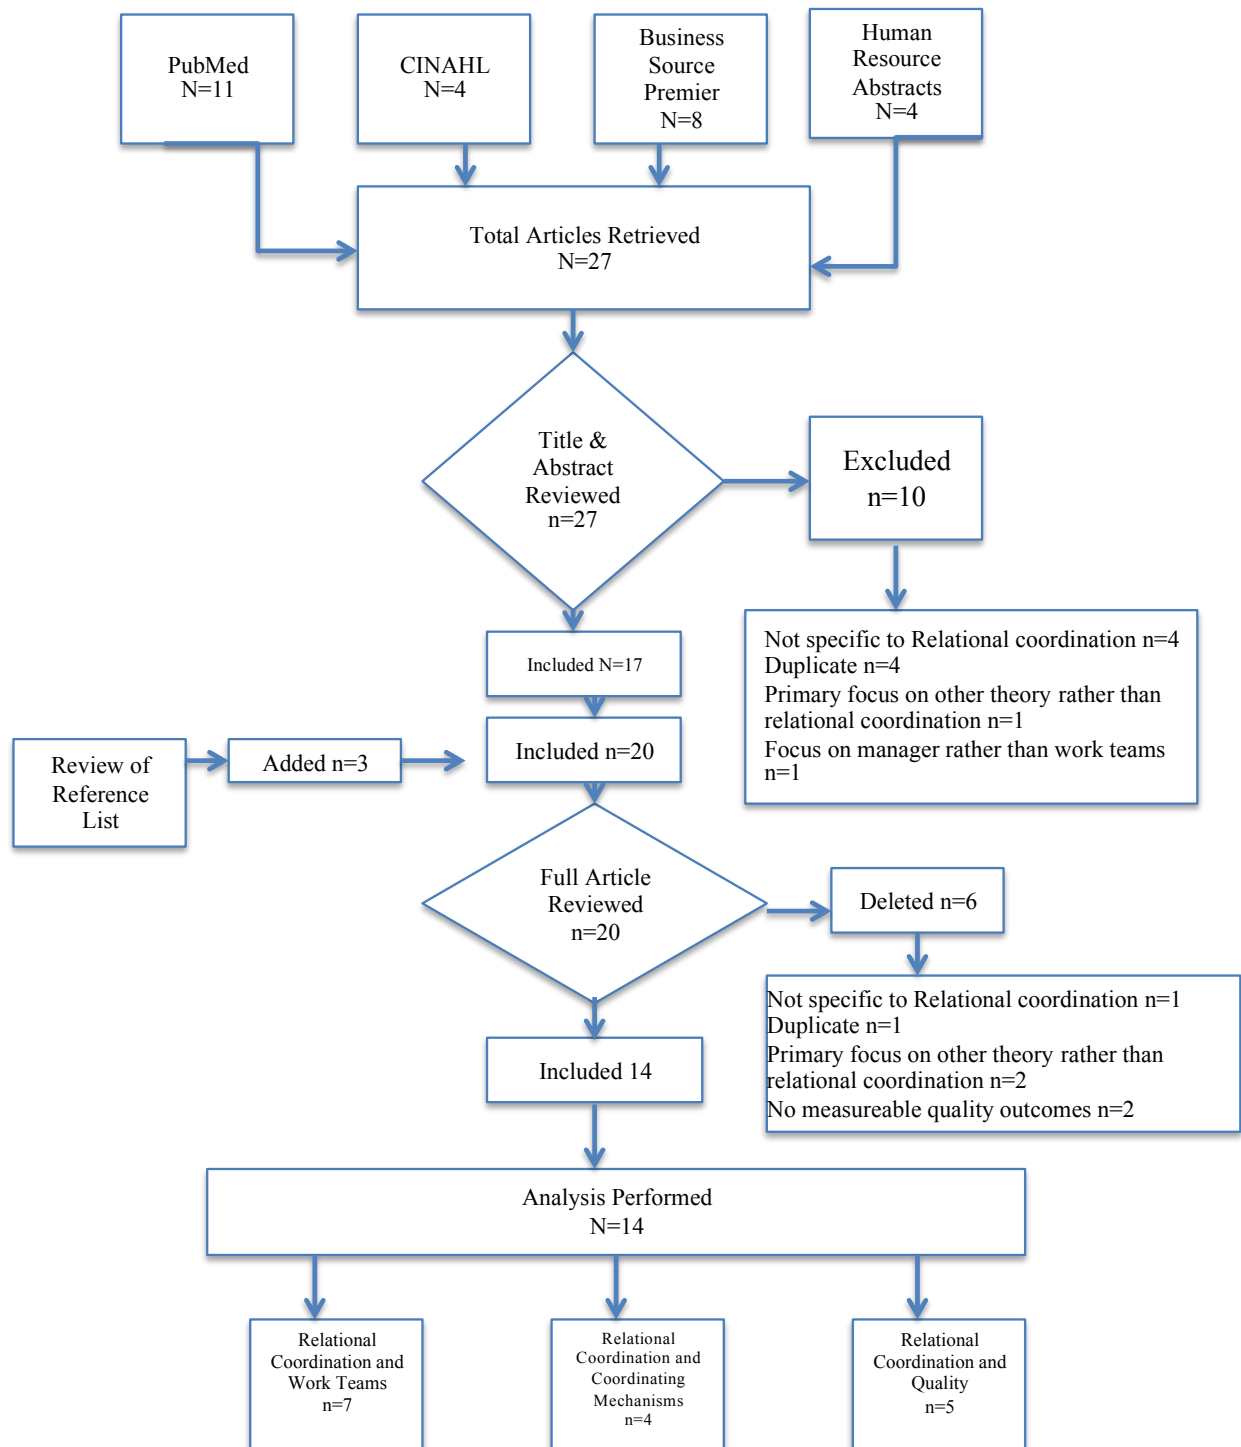 PubMed
N=11
CINAHL
N=4
Business
Source
Premier
N=8
Human
Resource
Abstracts
N=4
Total Articles Retrieved
N=27
Title &
Abstract
Reviewed
n=27
Excluded
n=10
Not specific to Relational coordination n=4
Duplicate n=4
Primary focus on other theory rather than
relational coordination n=1
Focus on manager rather than work teams
n=1
Included N=17
Review of
Reference
List
Added n=3
Included n=20
Full Article
Reviewed
n=20
Deleted n=6
Not specific to Relational coordination n=1
Duplicate n=1
Primary focus on other theory rather than
relational coordination n=2
No measureable quality outcomes n=2
Included 14
Analysis Performed
N=14
Relational
Coordination and
Work Teams
n=7
Relational
Coordination and
Coordinating
Mechanisms
n=4
Relational
Coordination and
Quality
n=5